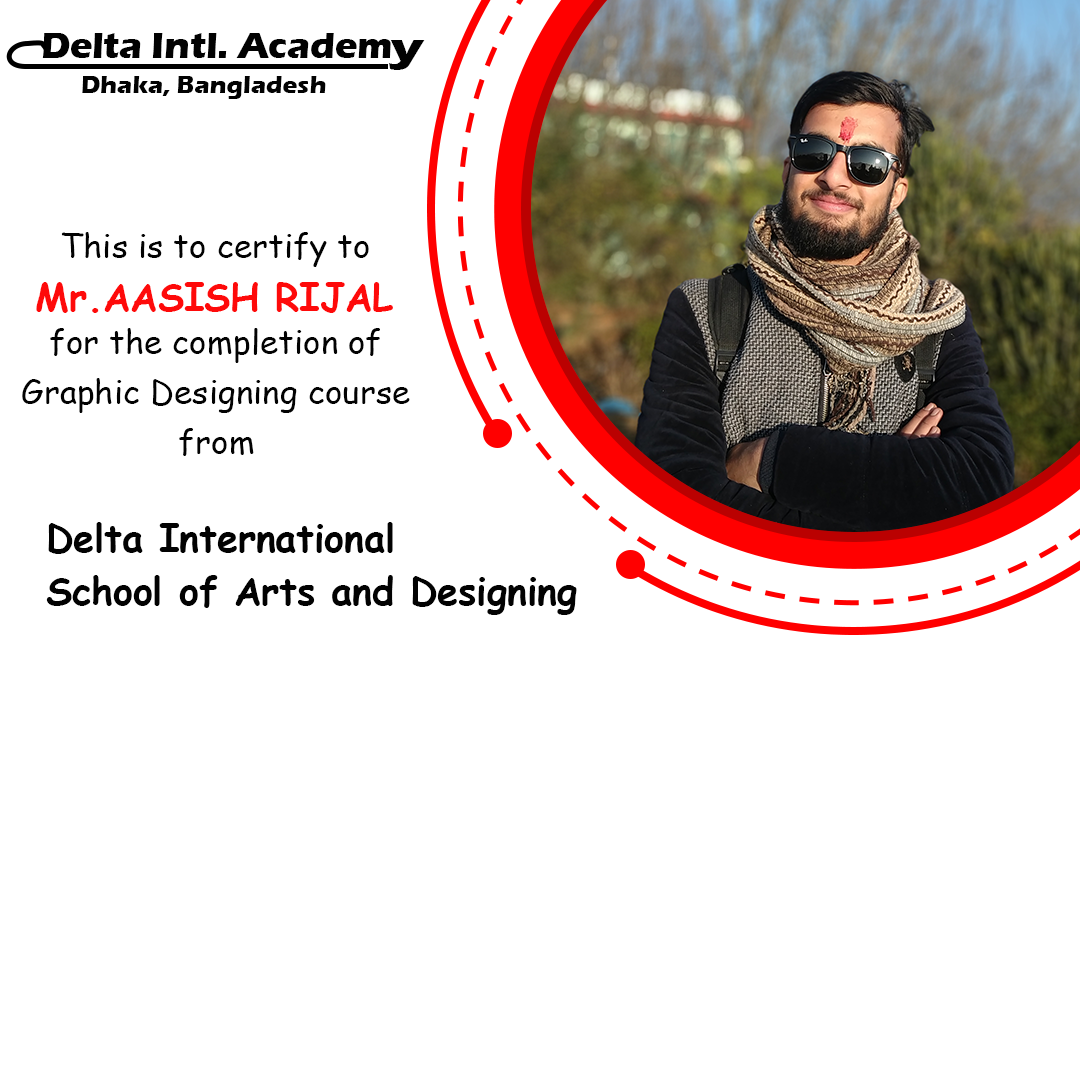 Delta Intl. Academy
Dhaka, Bangladesh
This is to certify to
Mr.AASISH RIJAL
for the completion of
Graphic Designing course
from
Delta International
School of Arts and Designing